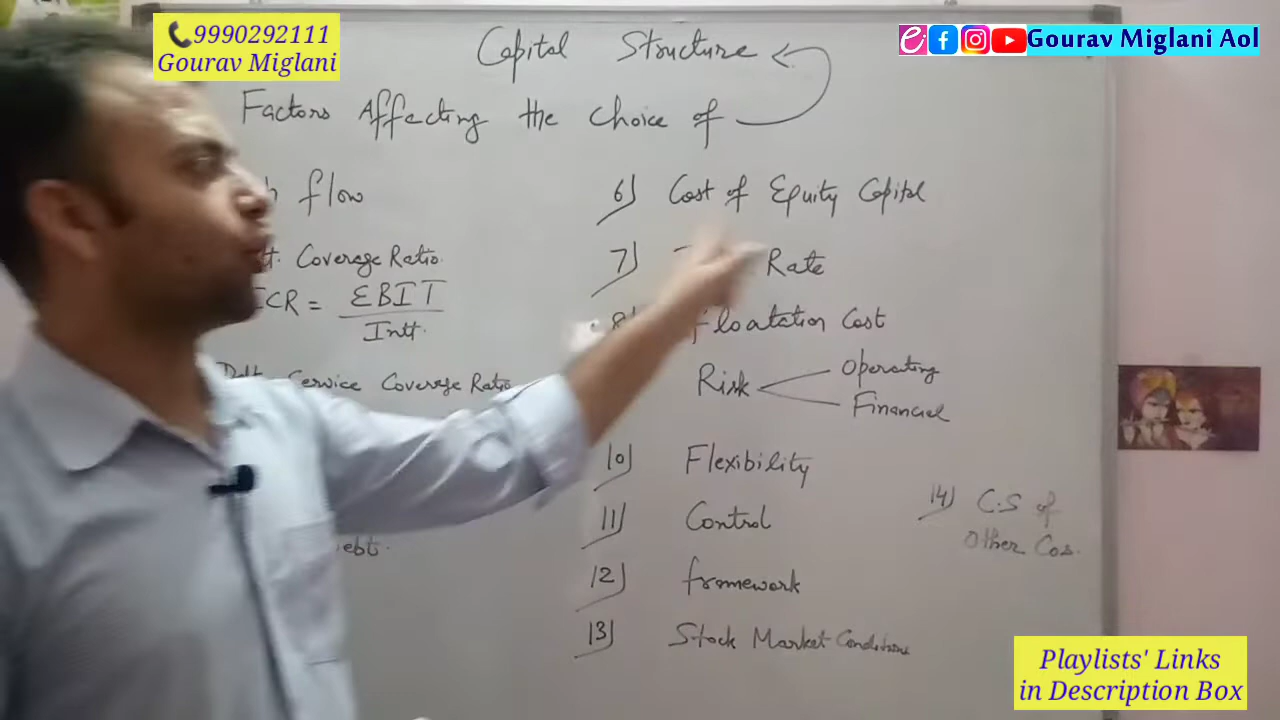 9990292111
Gourav Miglani
Gourav Miglani Aol
Capital Structure
Factors Affecting the choice of
flow
Coverage Ratio.
ICR = EBIT
Intt.
Service Coverage Ratio
6) Cost of Equity Capital
7) Rate
8) floatation Cost
Risk
Operating
Financial
10) Flexibility
11) Control
12) framework
13) Stock Market Conditions
14) C.S of
Other Cos.
Playlists' Links
in Description Box